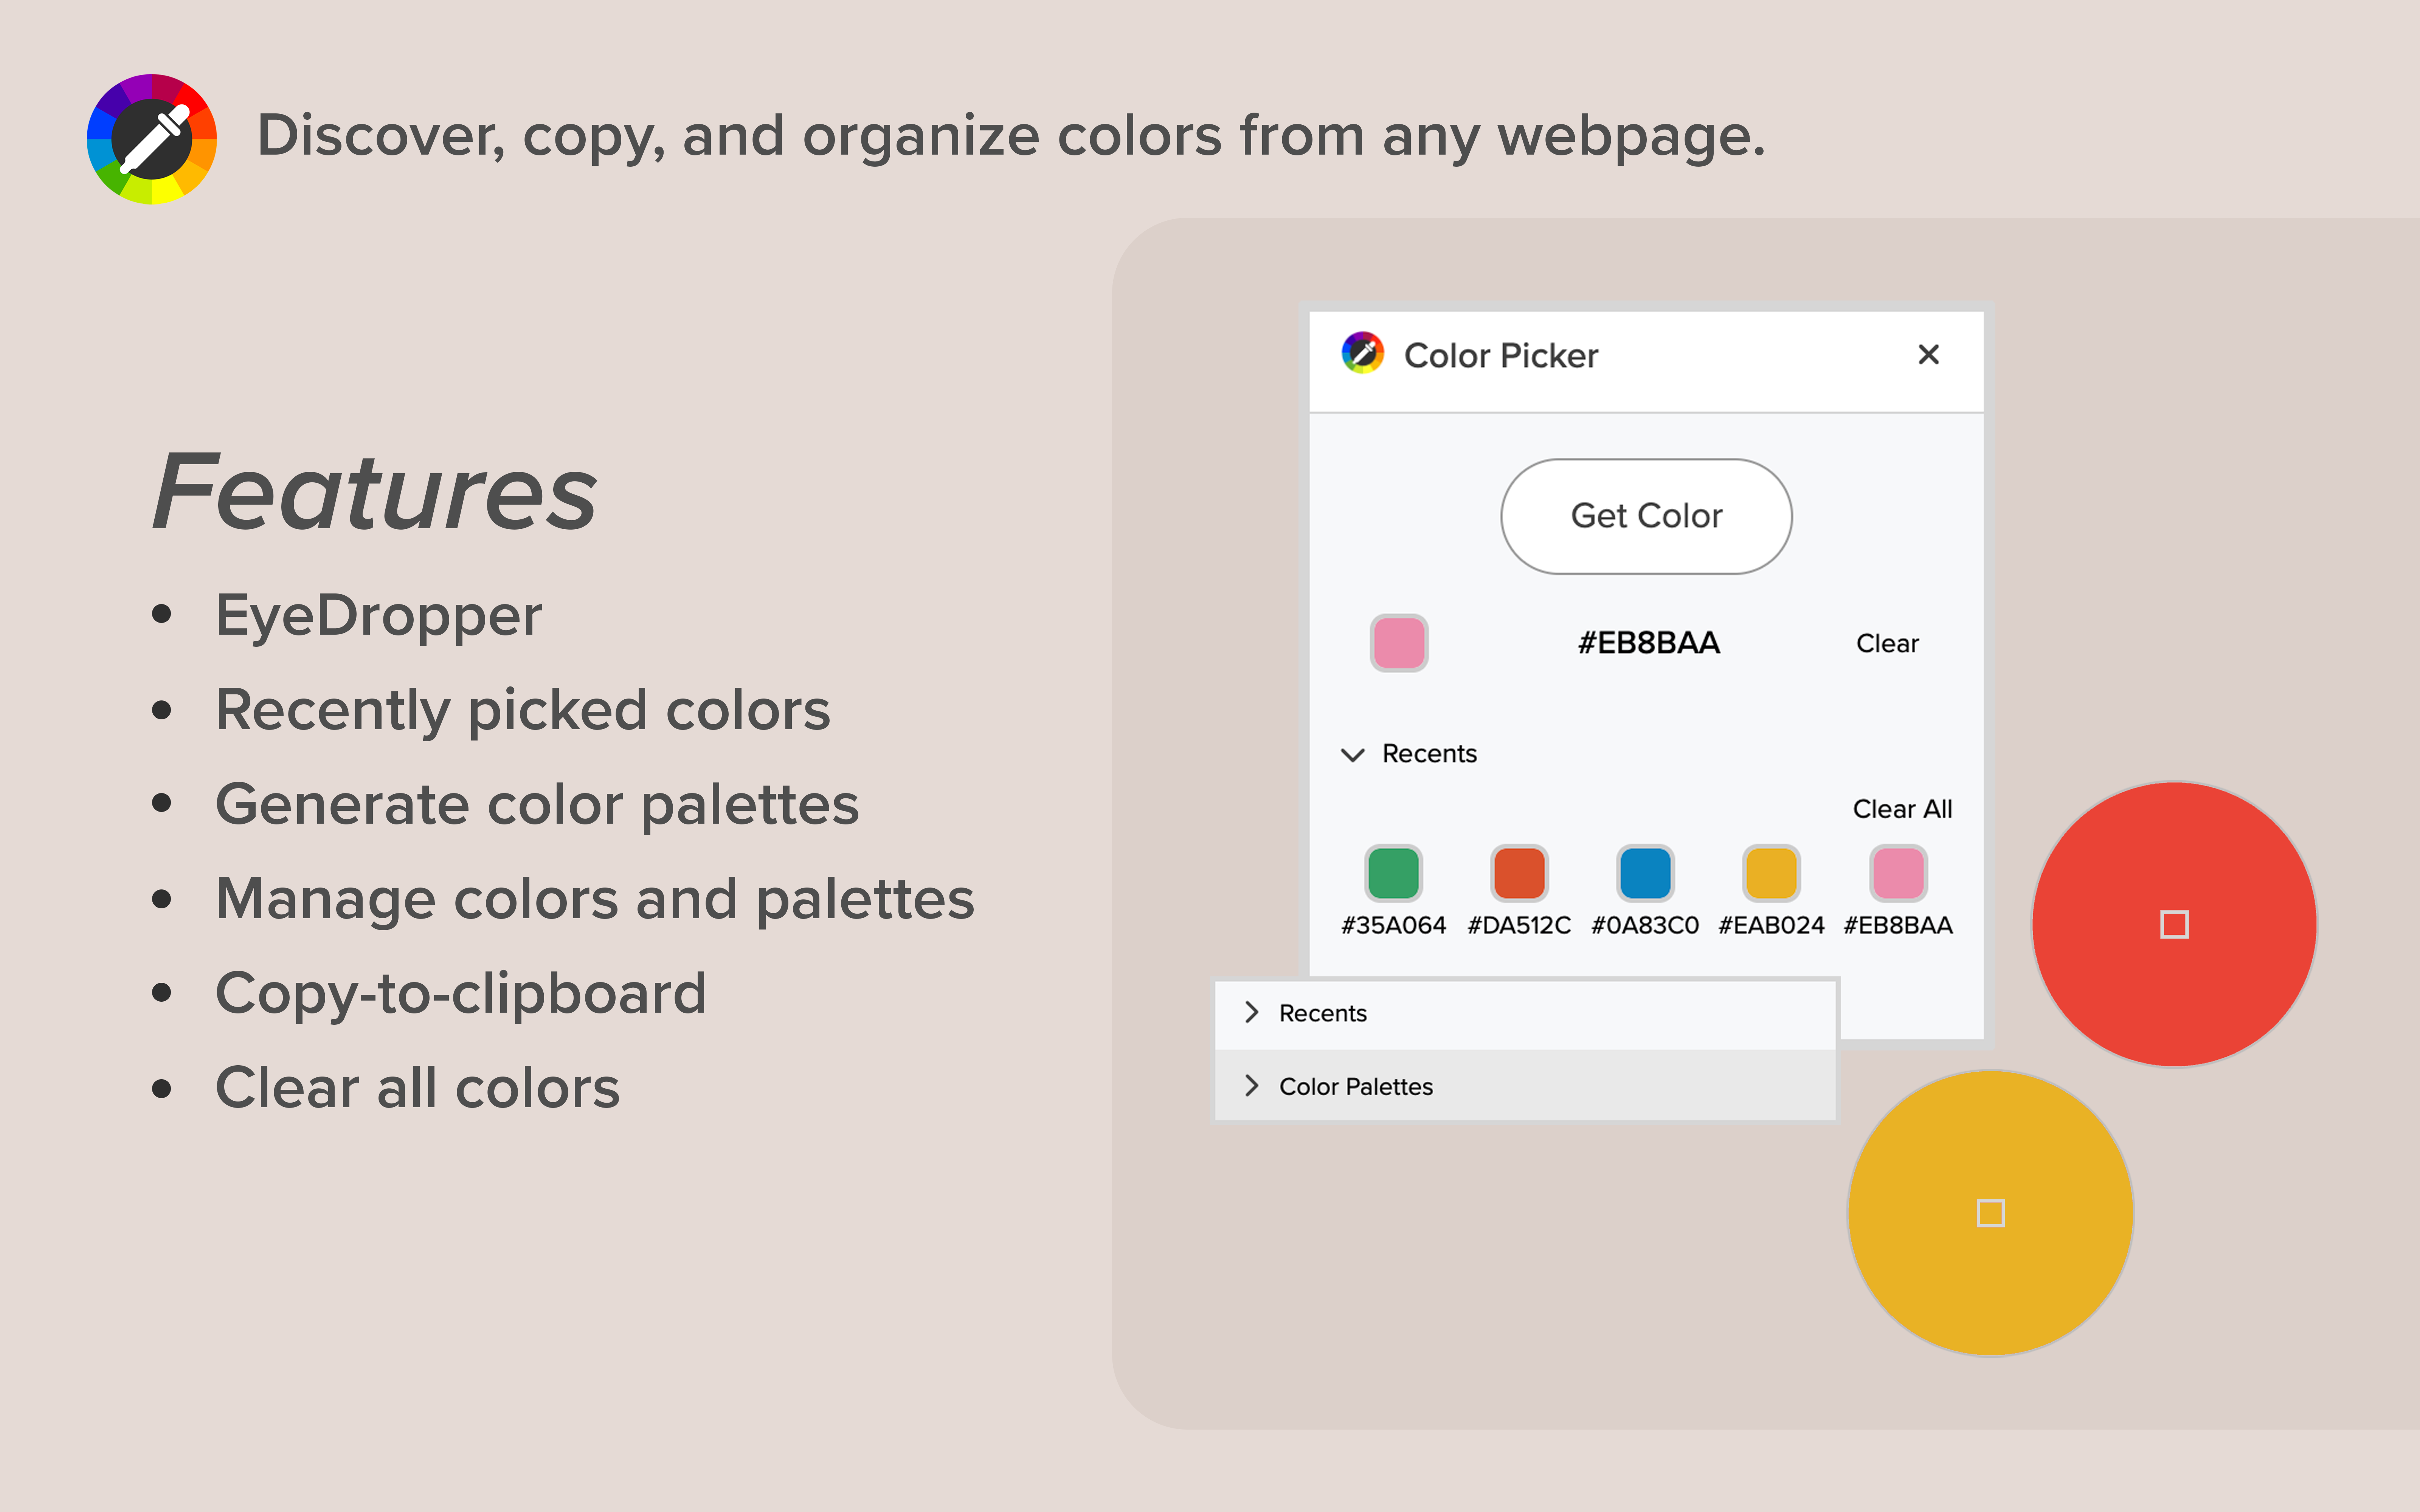 Discover, copy, and organize colors from any webpage.
Features
• EyeDropper
• Recently picked colors
• Generate color palettes
• Manage colors and palettes
• Copy-to-clipboard
• Clear all colors
Color Picker
Get Color
#EB8BAA Clear
Recents
Clear All
#35A064 #DA512C #0A83C0 #EAB024 #EB8BAA
Recents
Color Palettes